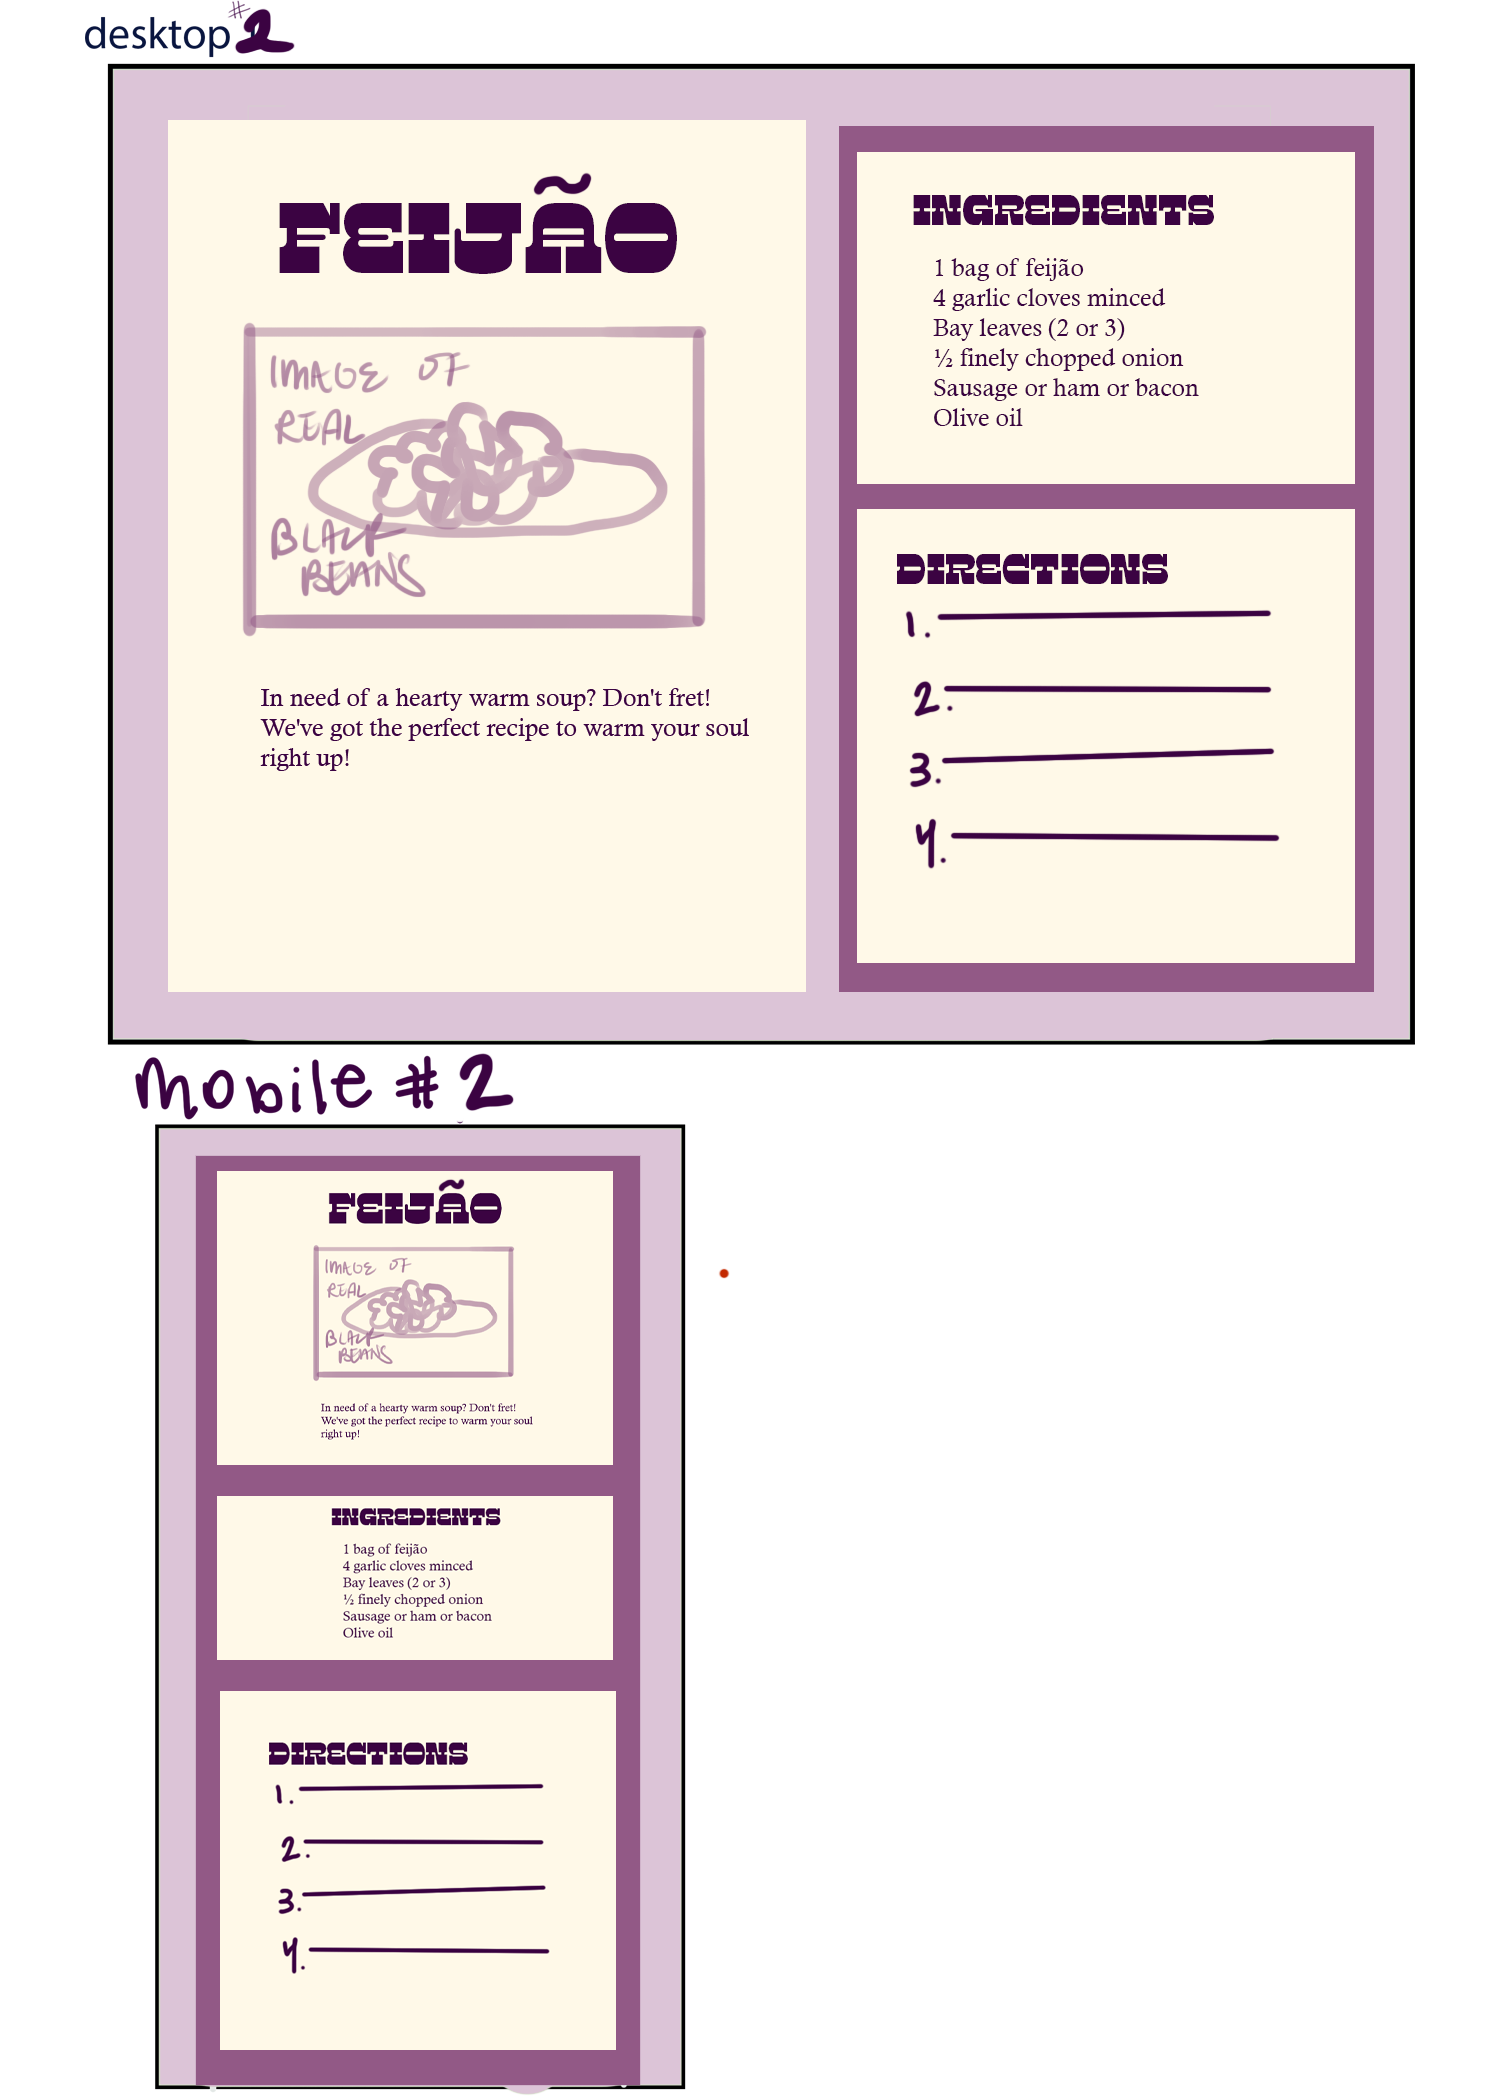 desktop #2
FEIJÃO
IMAGE OF
REAL
BLACK
BEANS
In need of a hearty warm soup? Don't fret!
We've got the perfect recipe to warm your soul
right up!
INGREDIENTS
1 bag of feijão
4 garlic cloves minced
Bay leaves (2 or 3)
½ finely chopped onion
Sausage or ham or bacon
Olive oil
DIRECTIONS
1.
2.
3.
4.
mobile #2
FEIJÃO
IMAGE OF
REAL
BLACK
BEANS
In need of a hearty warm soup? Don't fret!
We've got the perfect recipe to warm your soul
right up!
INGREDIENTS
1 bag of feijão
4 garlic cloves minced
Bay leaves (2 or 3)
½ finely chopped onion
Sausage or ham or bacon
Olive oil
DIRECTIONS
1.
2.
3.
4.